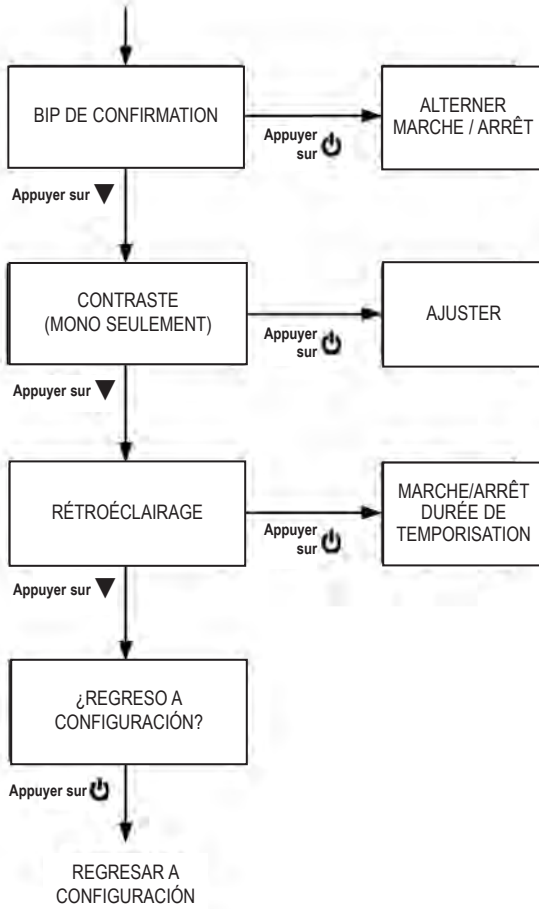 BIP DE CONFIRMATION
Appuyer
sur
ALTERNER
MARCHE / ARRÊT
Appuyer sur ▼
CONTRASTE
(MONO SEULEMENT)
Appuyer
sur
AJUSTER
Appuyer sur ▼
RÉTROÉCLAIRAGE
Appuyer
sur
MARCHE/ARRÊT
DURÉE DE
TEMPORISATION
Appuyer sur ▼
¿REGRESO A
CONFIGURACIÓN?
Appuyer sur
REGRESAR A
CONFIGURACIÓN